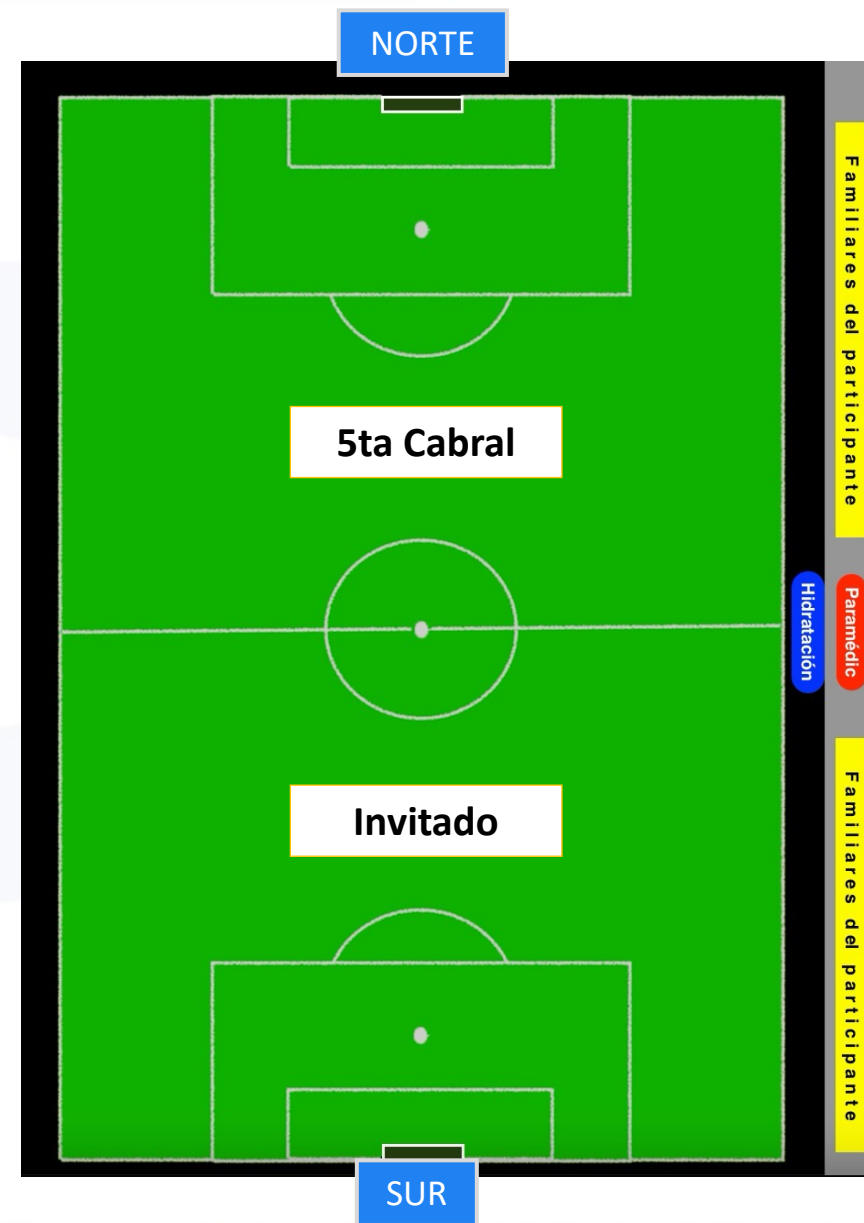 NORTE
Familiares del participante
5ta Cabral
Hidratación
Paramédic
Invitado
Familiares del participante
SUR